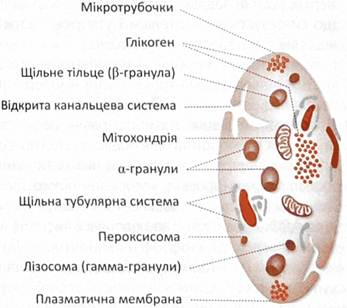 Мікротрубочки
Глікоген
Щільне тільце (β-гранула)
Відкрита канальцева система
Мітохондрія
α-гранули
Щільна тубулярна система
Пероксисома
Лізосома (гамма-гранули)
Плазматична мембрана